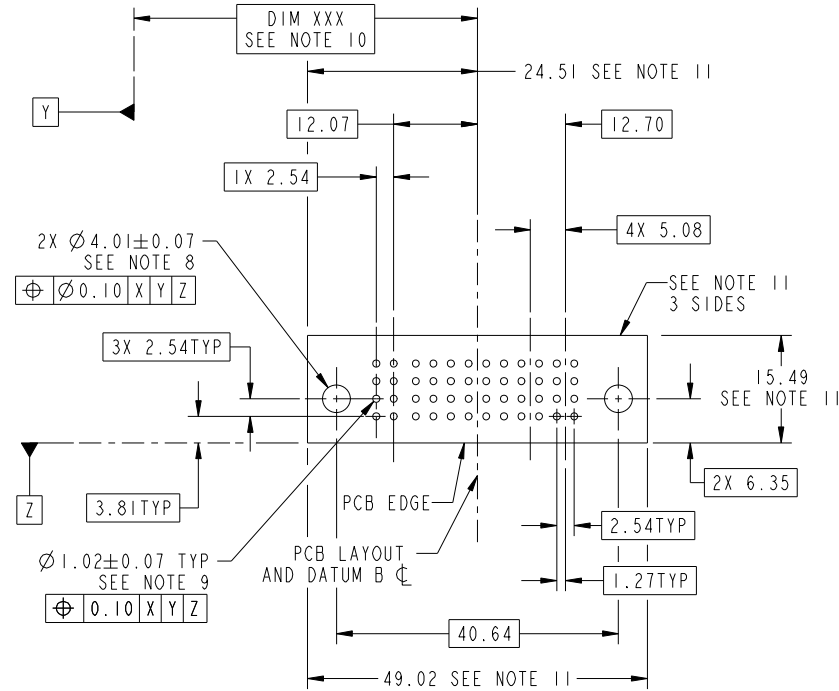 DIM XXX
SEE NOTE 10
24.51 SEE NOTE 11
Y
12.07
12.70
1X 2.54
4X 5.08
2X Ø4.01±0.07
SEE NOTE 8
⌖ Ø0.10 X Y Z
SEE NOTE 11
3 SIDES
3X 2.54TYP
15.49
SEE NOTE 11
2X 6.35
Z
3.81TYP
PCB EDGE
2.54TYP
Ø1.02±0.07 TYP
SEE NOTE 9
⌖ 0.10 X Y Z
PCB LAYOUT
AND DATUM B ℄
1.27TYP
40.64
49.02 SEE NOTE 11